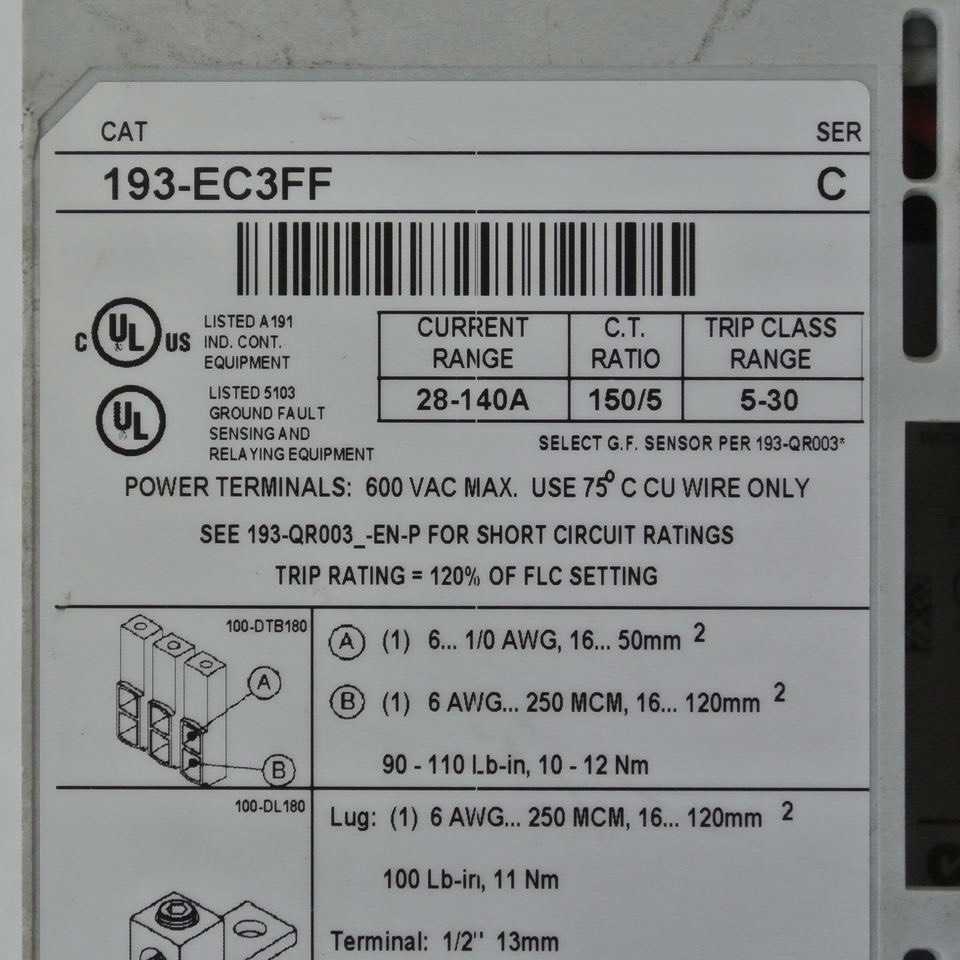 CAT SER
193-EC3FF C
C UL US LISTED A191
IND. CONT.
EQUIPMENT
UL LISTED 5103
GROUND FAULT
SENSING AND
RELAYING EQUIPMENT
CURRENT RANGE C.T. RATIO TRIP CLASS RANGE
28-140A 150/5 5-30
SELECT G.F. SENSOR PER 193-QR003*
POWER TERMINALS: 600 VAC MAX. USE 75° C CU WIRE ONLY
SEE 193-QR003_-EN-P FOR SHORT CIRCUIT RATINGS
TRIP RATING = 120% OF FLC SETTING
100-DTB180
A
B
A (1) 6... 1/0 AWG, 16... 50mm 2
B (1) 6 AWG... 250 MCM, 16... 120mm 2
90 - 110 Lb-in, 10 - 12 Nm
100-DL180
Lug: (1) 6 AWG... 250 MCM, 16... 120mm 2
100 Lb-in, 11 Nm
Terminal: 1/2" 13mm